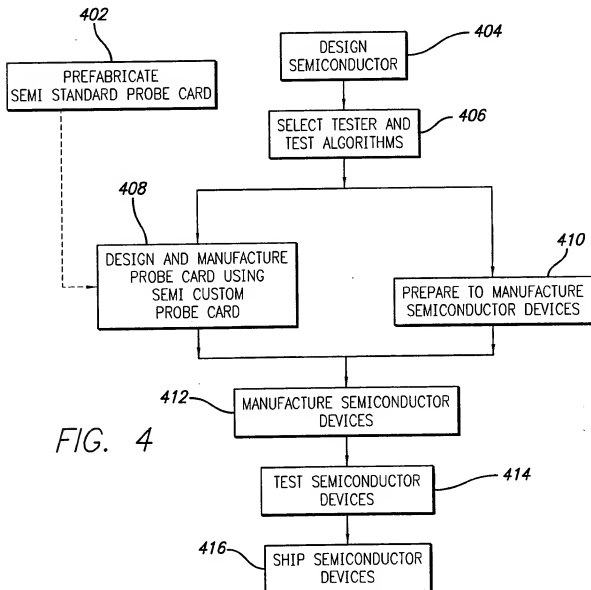 402
PREFABRICATE
SEMI STANDARD PROBE CARD
404
DESIGN
SEMICONDUCTOR
406
SELECT TESTER AND
TEST ALGORITHMS
408
DESIGN AND MANUFACTURE
PROBE CARD USING
SEMI CUSTOM
PROBE CARD
410
PREPARE TO MANUFACTURE
SEMICONDUCTOR DEVICES
412
MANUFACTURE SEMICONDUCTOR
DEVICES
FIG. 4
414
TEST SEMICONDUCTOR
DEVICES
416
SHIP SEMICONDUCTOR
DEVICES